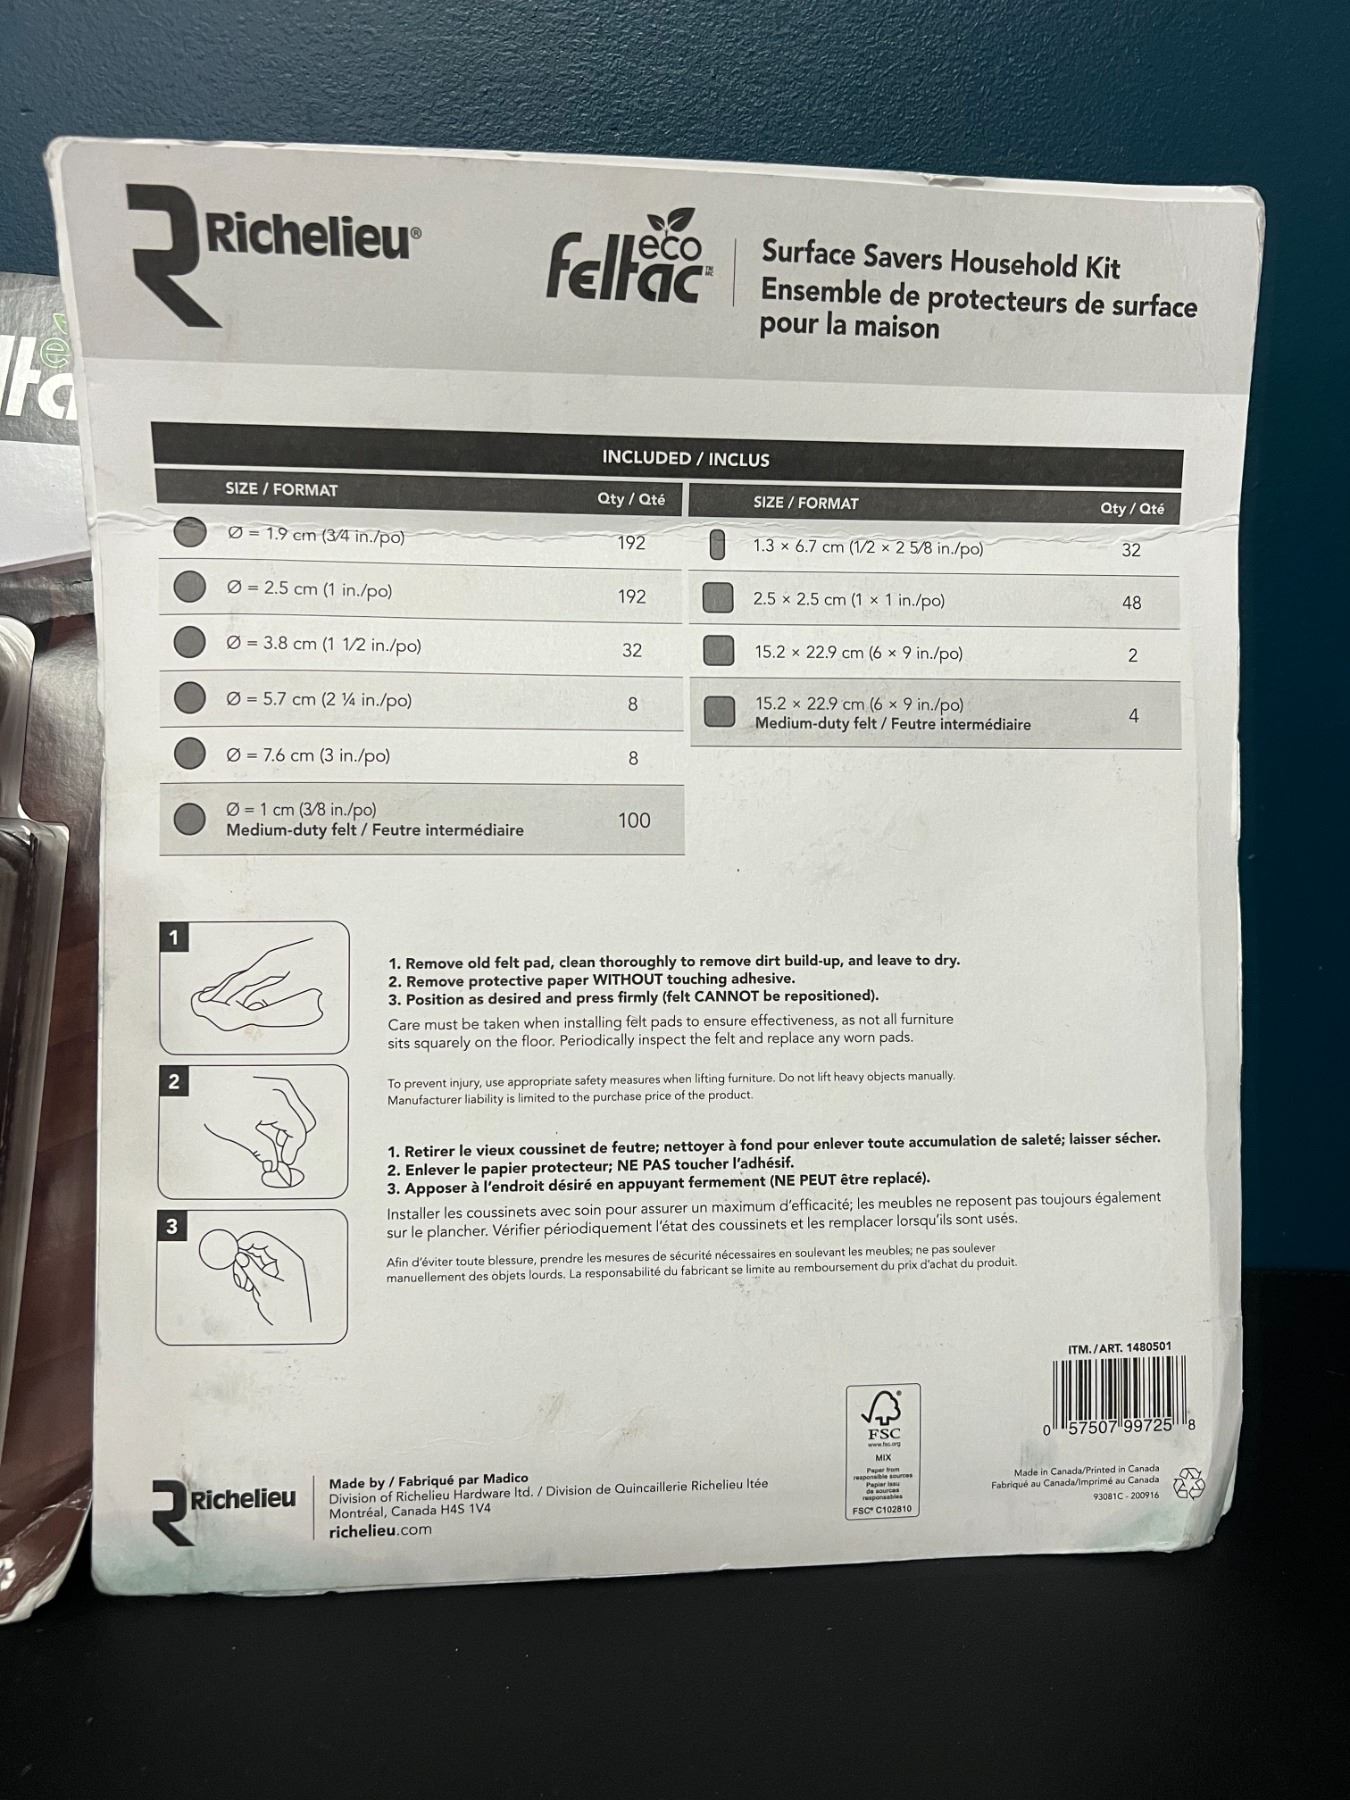 Richelieu®
eco
feltac™ MC
Surface Savers Household Kit
Ensemble de protecteurs de surface
pour la maison
INCLUDED / INCLUS
SIZE / FORMAT Qty / Qté
Ø = 1.9 cm (3/4 in./po) 192
Ø = 2.5 cm (1 in./po) 192
Ø = 3.8 cm (1 1/2 in./po) 32
Ø = 5.7 cm (2 ¼ in./po) 8
Ø = 7.6 cm (3 in./po) 8
Ø = 1 cm (3/8 in./po)
Medium-duty felt / Feutre intermédiaire 100
SIZE / FORMAT Qty / Qté
1.3 × 6.7 cm (1/2 × 2 5/8 in./po) 32
2.5 × 2.5 cm (1 × 1 in./po) 48
15.2 × 22.9 cm (6 × 9 in./po) 2
15.2 × 22.9 cm (6 × 9 in./po)
Medium-duty felt / Feutre intermédiaire 4
1
2
3
1. Remove old felt pad, clean thoroughly to remove dirt build-up, and leave to dry.
2. Remove protective paper WITHOUT touching adhesive.
3. Position as desired and press firmly (felt CANNOT be repositioned).
Care must be taken when installing felt pads to ensure effectiveness, as not all furniture
sits squarely on the floor. Periodically inspect the felt and replace any worn pads.
To prevent injury, use appropriate safety measures when lifting furniture. Do not lift heavy objects manually.
Manufacturer liability is limited to the purchase price of the product.
1. Retirer le vieux coussinet de feutre; nettoyer à fond pour enlever toute accumulation de saleté; laisser sécher.
2. Enlever le papier protecteur; NE PAS toucher l'adhésif.
3. Apposer à l'endroit désiré en appuyant fermement (NE PEUT être replacé).
Installer les coussinets avec soin pour assurer un maximum d'efficacité; les meubles ne reposent pas toujours également
sur le plancher. Vérifier périodiquement l'état des coussinets et les remplacer lorsqu'ils sont usés.
Afin d'éviter toute blessure, prendre les mesures de sécurité nécessaires en soulevant les meubles; ne pas soulever
manuellement des objets lourds. La responsabilité du fabricant se limite au remboursement du prix d'achat du produit.
ITM./ART. 1480501
0 57507 99725 8
Richelieu
Made by / Fabriqué par Madico
Division of Richelieu Hardware ltd. / Division de Quincaillerie Richelieu ltée
Montréal, Canada H4S 1V4
richelieu.com
FSC
www.fsc.org
MIX
Paper from
responsible sources
Papier issu
de sources
responsables
FSC® C102810
Made in Canada/Printed in Canada
Fabriqué au Canada/Imprimé au Canada
93081C - 200916